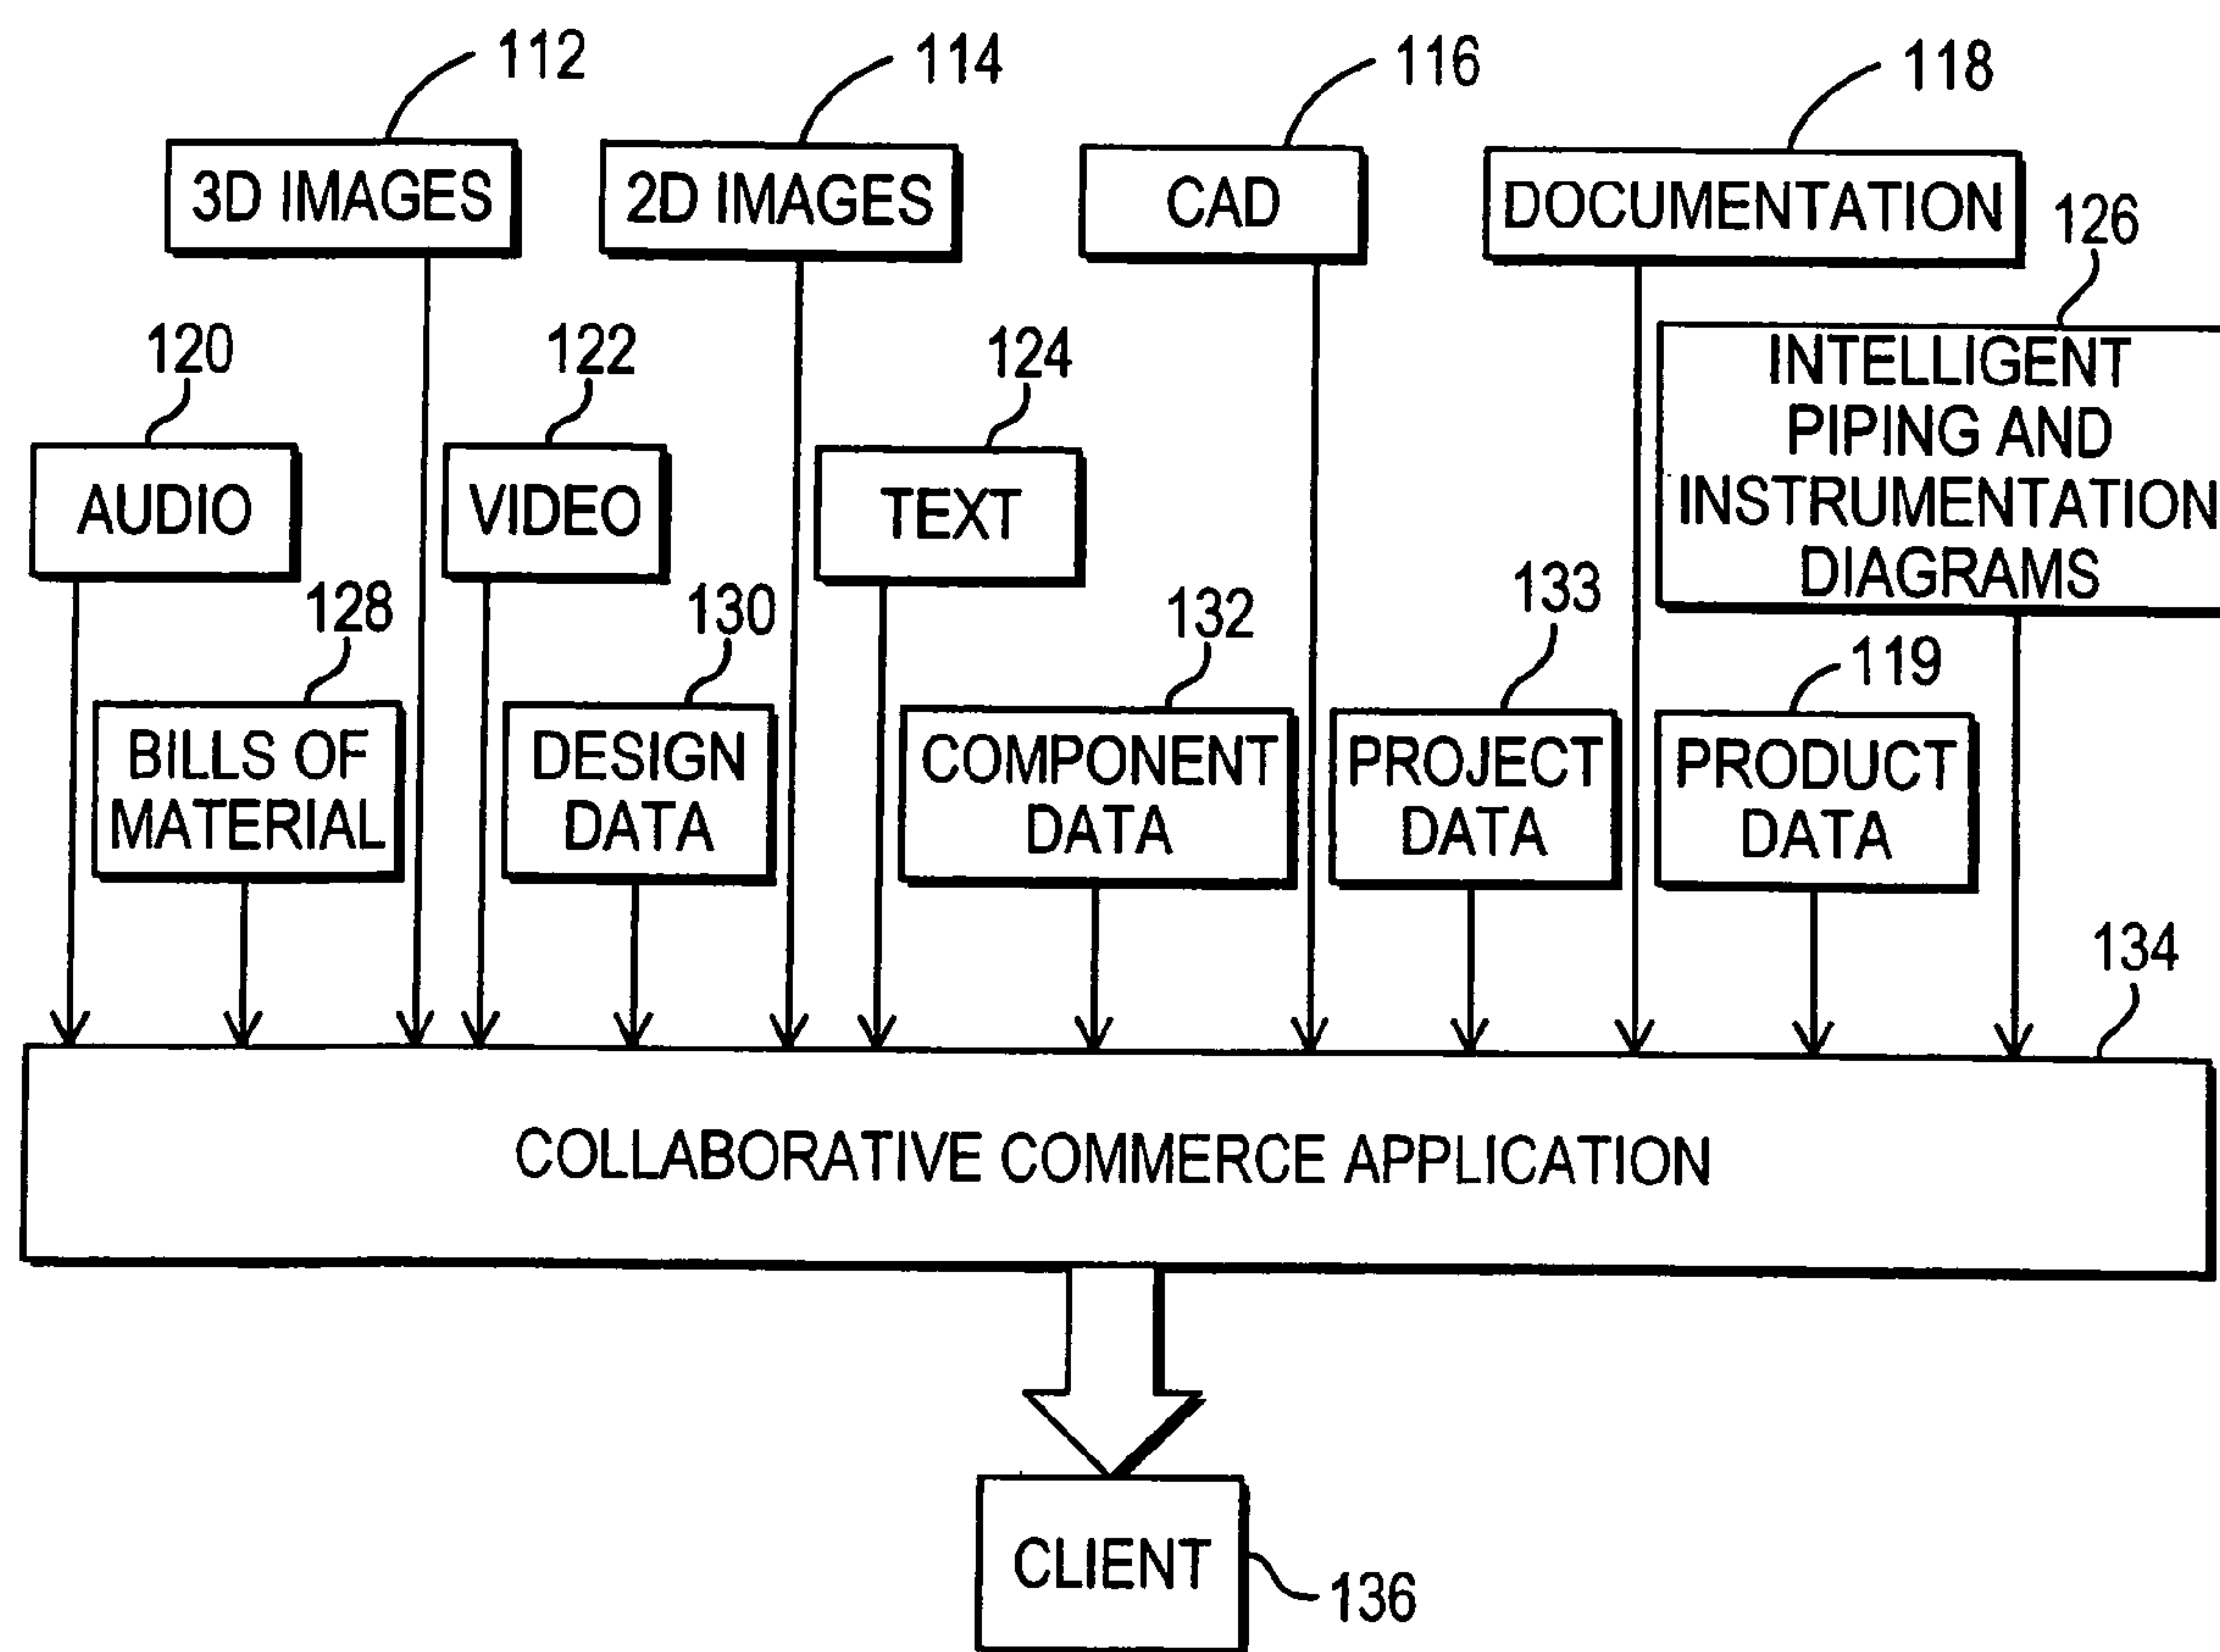 112
114
116
118
3D IMAGES
2D IMAGES
CAD
DOCUMENTATION
126
120
122
124
INTELLIGENT
PIPING AND
INSTRUMENTATION
DIAGRAMS
AUDIO
VIDEO
TEXT
128
130
132
133
119
BILLS OF
MATERIAL
DESIGN
DATA
COMPONENT
DATA
PROJECT
DATA
PRODUCT
DATA
134
COLLABORATIVE COMMERCE APPLICATION
CLIENT
136